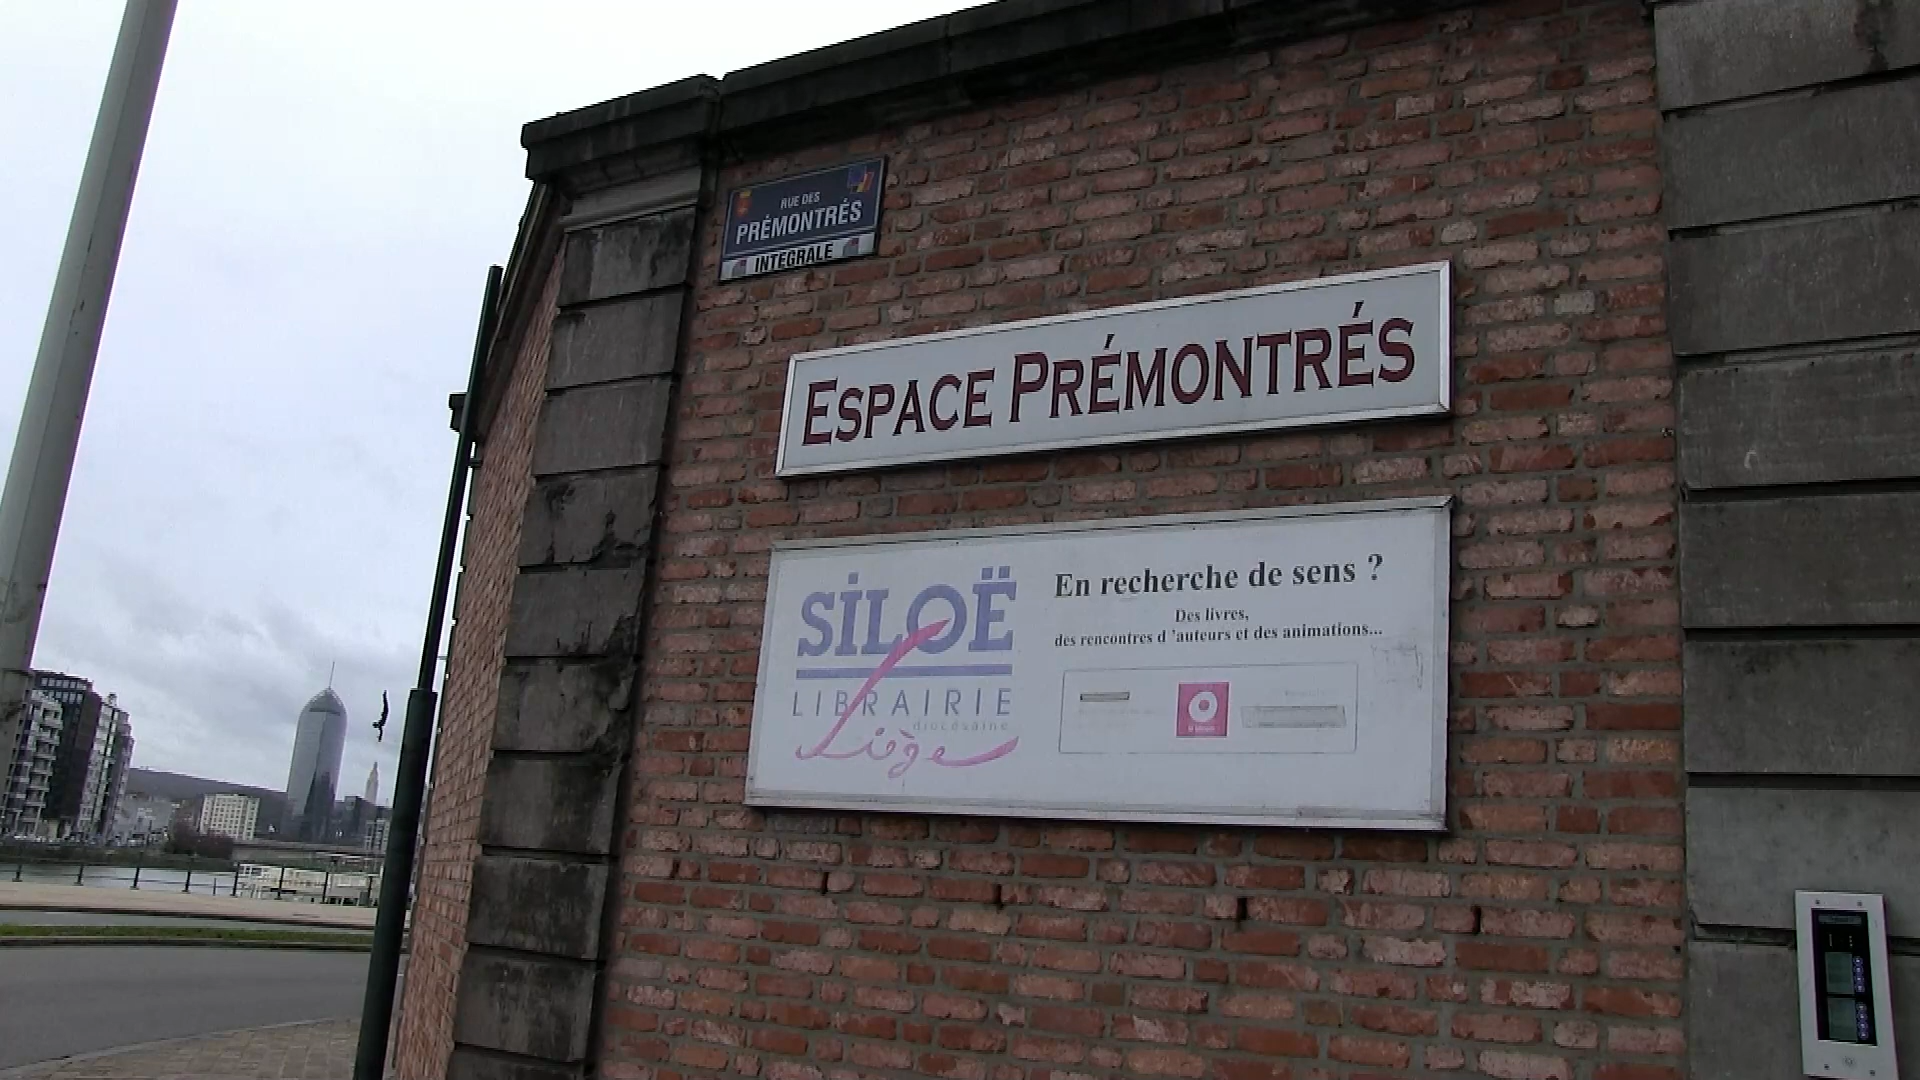 RUE DES
PRÉMONTRÉS
INTÉGRALE
ESPACE PRÉMONTRÉS
SILOË
LIBRAIRIE
diocésaine
Liège
En recherche de sens ?
Des livres,
des rencontres d 'auteurs et des animations...